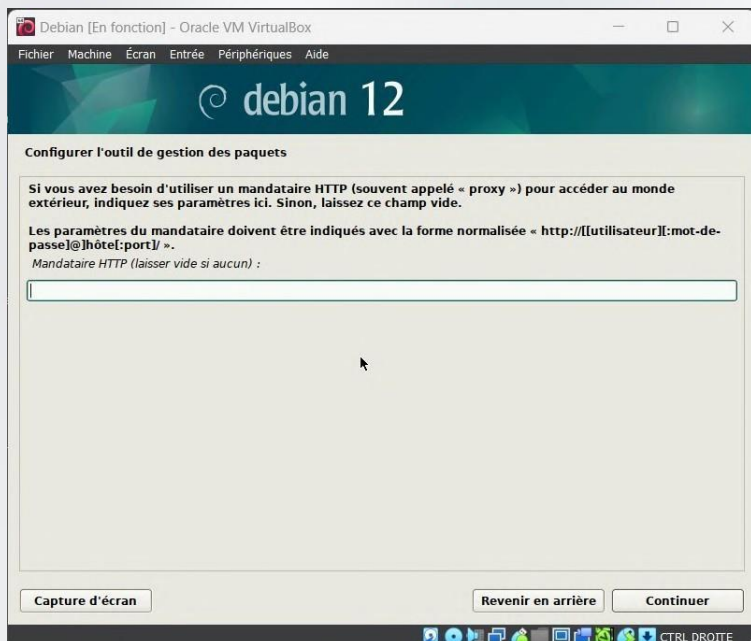 Debian [En fonction] - Oracle VM VirtualBox
Fichier Machine Écran Entrée Périphériques Aide
debian 12
Configurer l'outil de gestion des paquets
Si vous avez besoin d'utiliser un mandataire HTTP (souvent appelé « proxy ») pour accéder au monde
extérieur, indiquez ses paramètres ici. Sinon, laissez ce champ vide.
Les paramètres du mandataire doivent être indiqués avec la forme normalisée « http://[[utilisateur][:mot-de-
passe]@]hôte[:port]/ ».
Mandataire HTTP (laisser vide si aucun) :
Capture d'écran
Revenir en arrière
Continuer
CTRL DROITE